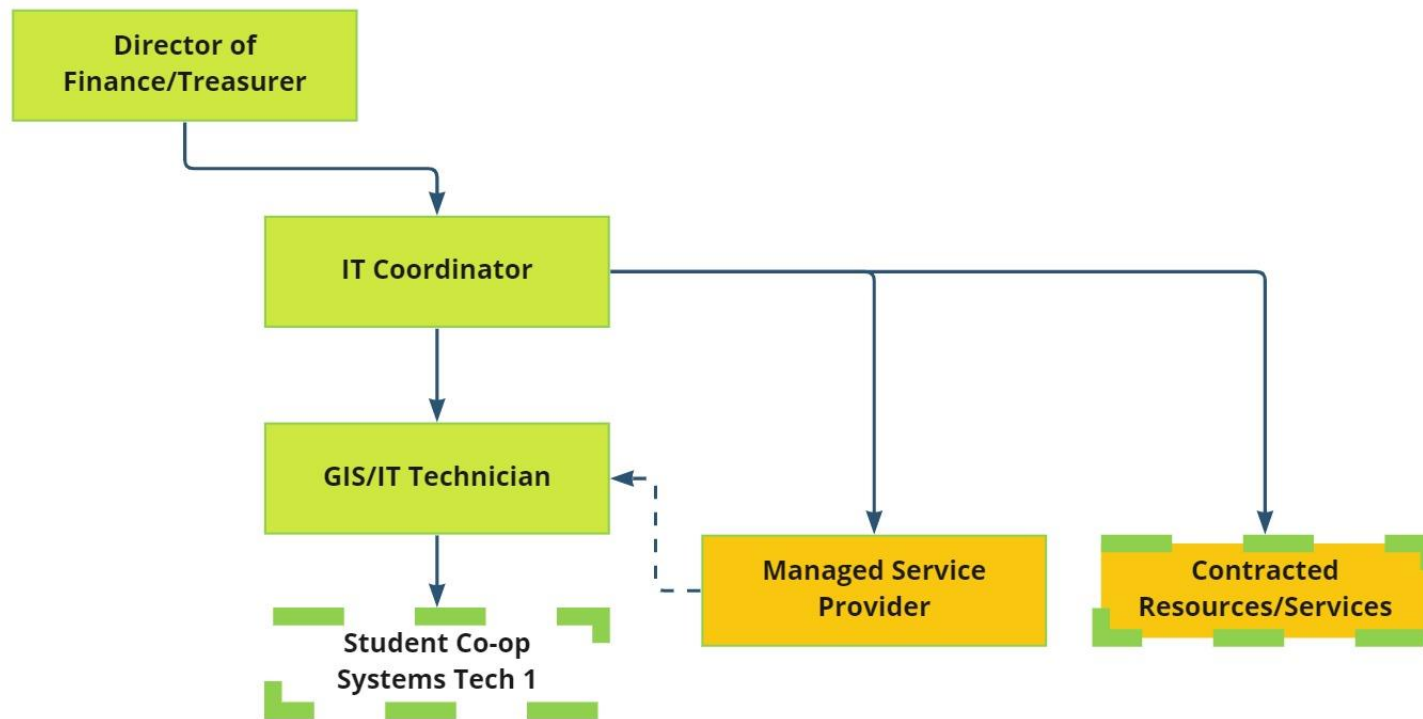 Director of
Finance/Treasurer
IT Coordinator
GIS/IT Technician
Managed Service
Provider
Contracted
Resources/Services
Student Co-op
Systems Tech 1